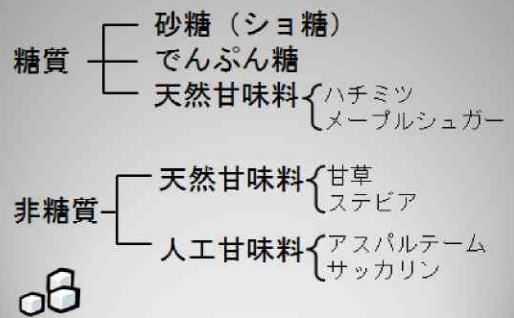 糖質
砂糖（ショ糖）
でんぷん糖
天然甘味料
ハチミツ
メープルシュガー
非糖質
天然甘味料
甘草
ステビア
人工甘味料
アスパルテーム
サッカリン